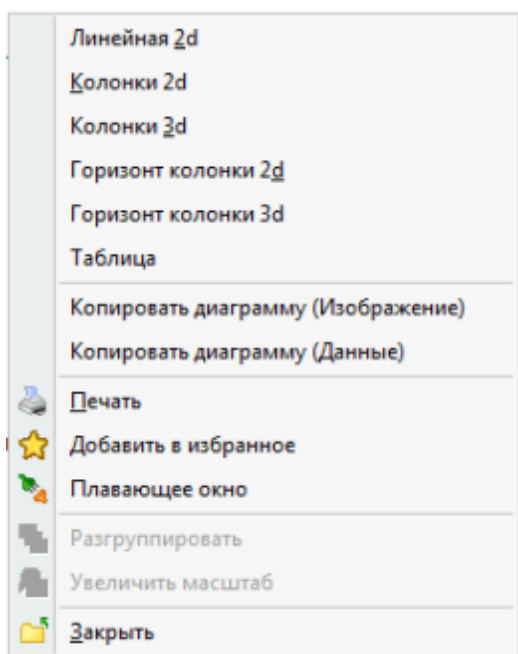 Линейная 2d
Колонки 2d
Колонки 3d
Горизонт колонки 2d
Горизонт колонки 3d
Таблица
Копировать диаграмму (Изображение)
Копировать диаграмму (Данные)
Печать
Добавить в избранное
Плавающее окно
Разгруппировать
Увеличить масштаб
Закрыть